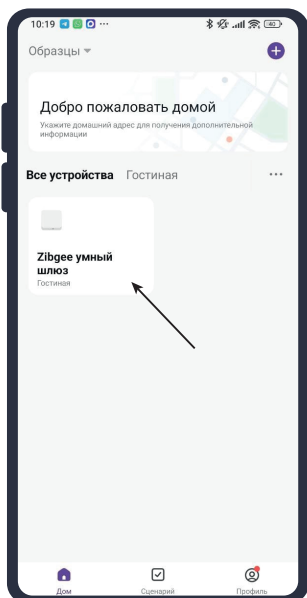 10:19
40
Образцы
Добро пожаловать домой
Укажите домашний адрес для получения дополнительной
информации
Все устройства Гостиная
Zibgee умный
шлюз
Гостиная
Дом Сценарий Профиль